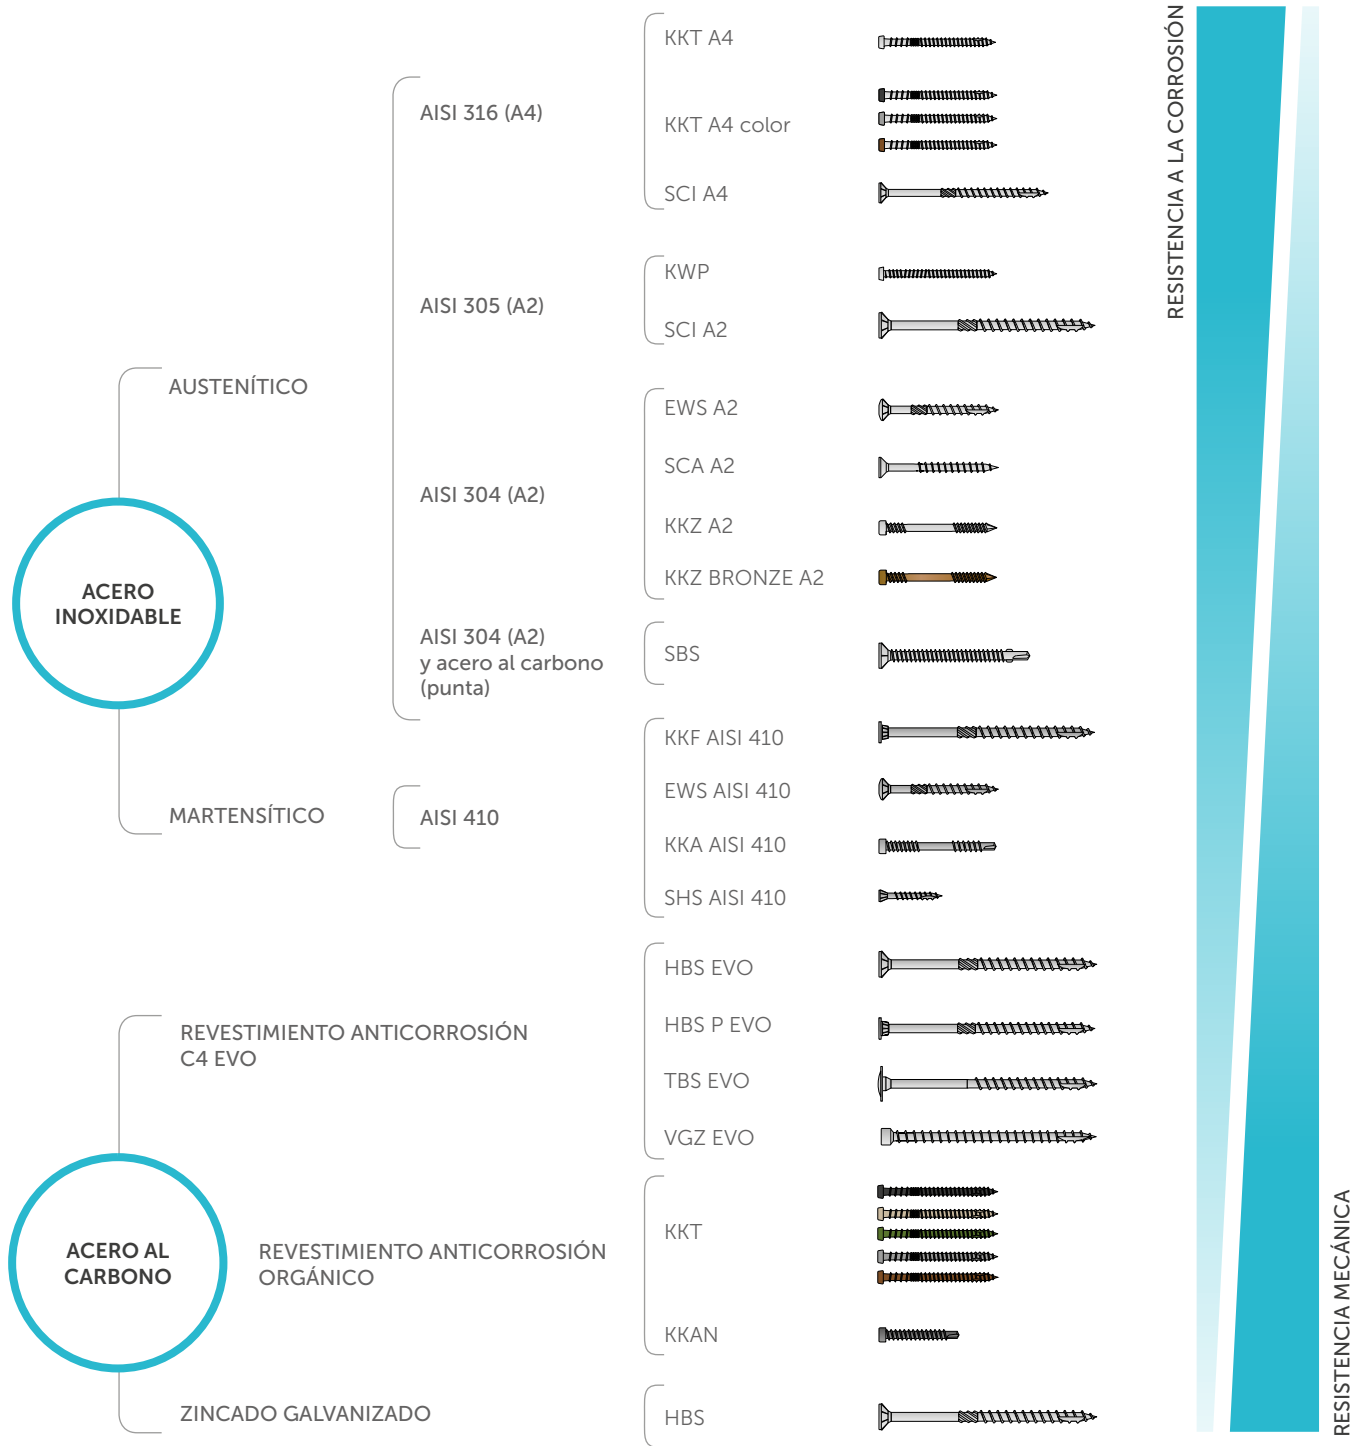 ACERO
INOXIDABLE
AUSTENÍTICO
AISI 316 (A4)
KKT A4
KKT A4 color
SCI A4
AISI 305 (A2)
KWP
SCI A2
AISI 304 (A2)
EWS A2
SCA A2
KKZ A2
KKZ BRONZE A2
AISI 304 (A2)
y acero al carbono
(punta)
SBS
MARTENSÍTICO
AISI 410
KKF AISI 410
EWS AISI 410
KKA AISI 410
SHS AISI 410
ACERO AL
CARBONO
REVESTIMIENTO ANTICORROSIÓN
C4 EVO
HBS EVO
HBS P EVO
TBS EVO
VGZ EVO
REVESTIMIENTO ANTICORROSIÓN
ORGÁNICO
KKT
KKAN
ZINCADO GALVANIZADO
HBS
RESISTENCIA A LA CORROSIÓN
RESISTENCIA MECÁNICA